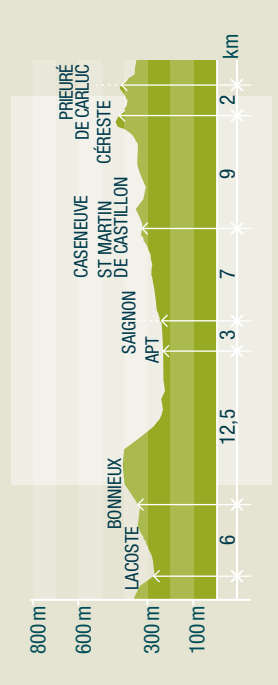 800 m
600 m
300 m
100 m
LACOSTE
BONNIEUX
APT
SAIGNON
CASENEUVE
ST MARTIN
DE CASTILLON
CÉRESTE
PRIEURÉ
DE CARLUC
6
12,5
3
7
9
2
km